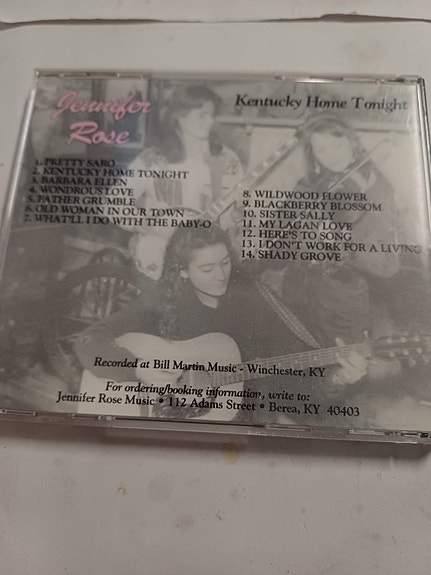 Jennifer
Rose
Kentucky Home Tonight
1. PRETTY SARO
2. KENTUCKY HOME TONIGHT
3. BARBARA ELLEN
4. WONDROUS LOVE
5. FATHER GRUMBLE
6. OLD WOMAN IN OUR TOWN
7. WHAT'LL I DO WITH THE BABY-O
8. WILDWOOD FLOWER
9. BLACKBERRY BLOSSOM
10. SISTER SALLY
11. MY LAGAN LOVE
12. HERE'S TO SONG
13. I DON'T WORK FOR A LIVING
14. SHADY GROVE
Recorded at Bill Martin Music - Winchester, KY
For ordering/booking information, write to:
Jennifer Rose Music • 112 Adams Street • Berea, KY 40403